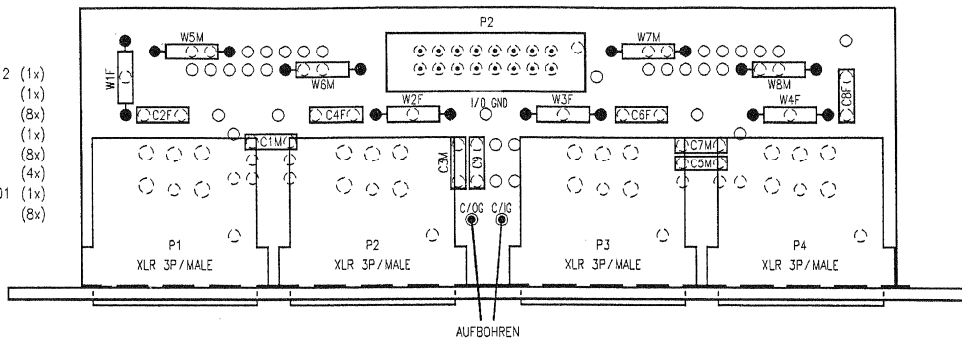 P2
W5M
W7M
W1F
W6M
W8M
2 (1x)
(1x)
(8x)
(1x)
(8x)
(4x)
01 (1x)
(8x)
I/O GND
W2F
W3F
W4F
C8F
C2F
C4F
C6F
C1M
C3M
C9
C7M
C5M
C/OG
C/IG
P1
XLR 3P/MALE
P2
XLR 3P/MALE
P3
XLR 3P/MALE
P4
XLR 3P/MALE
AUFBOHREN